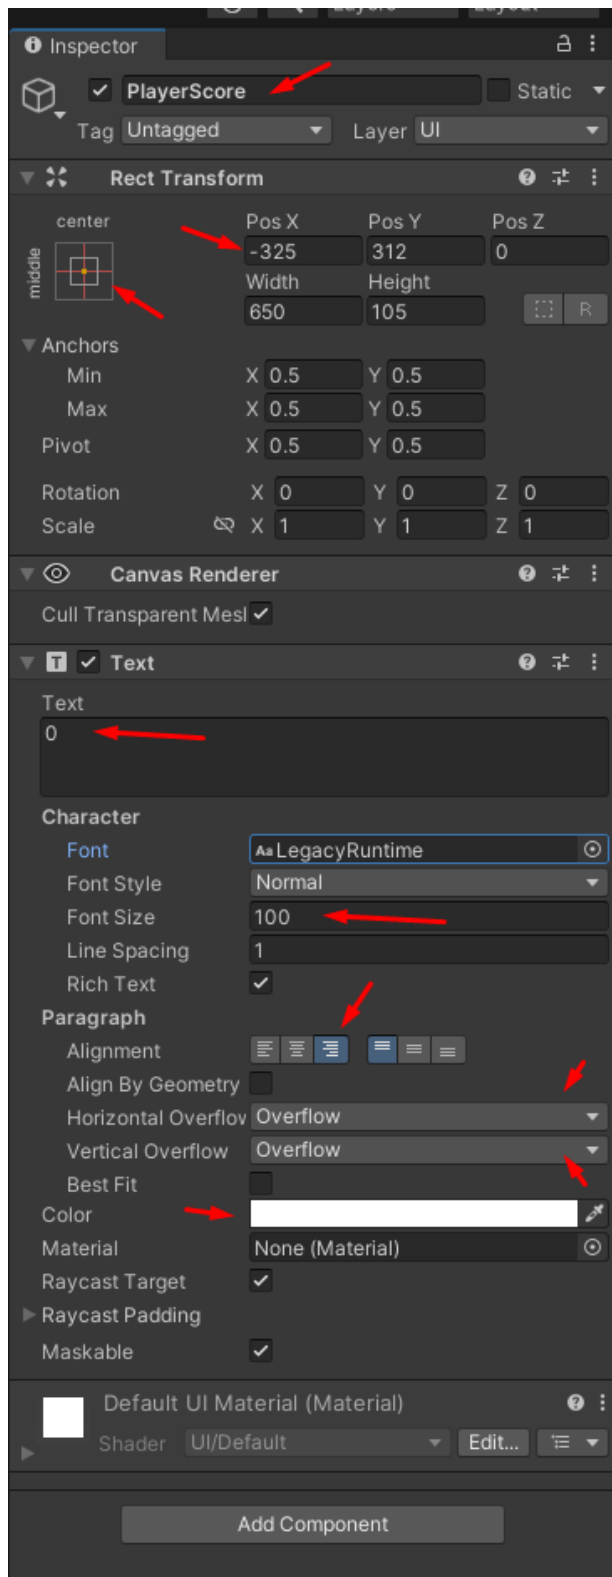 Inspector
PlayerScore Static
Tag Untagged Layer UI
Rect Transform
center Pos X Pos Y Pos Z
middle -325 312 0
Width Height
650 105 R
Anchors
Min X 0.5 Y 0.5
Max X 0.5 Y 0.5
Pivot X 0.5 Y 0.5
Rotation X 0 Y 0 Z 0
Scale X 1 Y 1 Z 1
Canvas Renderer
Cull Transparent Mesl
T Text
Text
0
Character
Font Aa LegacyRuntime
Font Style Normal
Font Size 100
Line Spacing 1
Rich Text
Paragraph
Alignment
Align By Geometry
Horizontal Overflov Overflow
Vertical Overflow Overflow
Best Fit
Color
Material None (Material)
Raycast Target
Raycast Padding
Maskable
Default UI Material (Material)
Shader UI/Default Edit...
Add Component